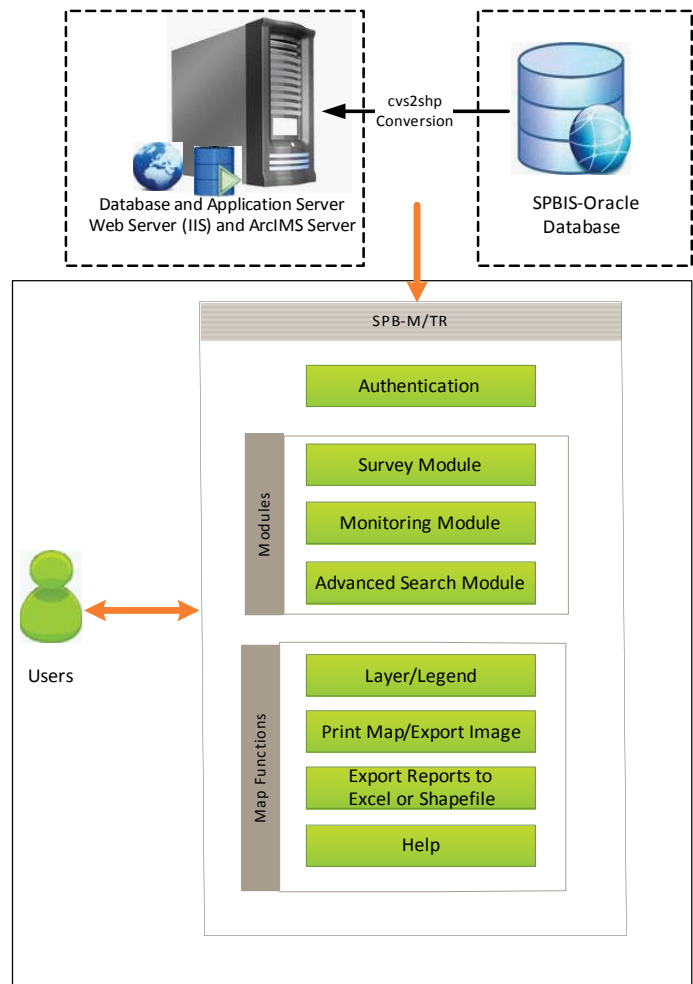 cvs2shp
Conversion
Database and Application Server
Web Server (IIS) and ArcIMS Server
SPBIS-Oracle
Database
SPB-M/TR
Authentication
Modules
Survey Module
Monitoring Module
Advanced Search Module
Users
Map Functions
Layer/Legend
Print Map/Export Image
Export Reports to
Excel or Shapefile
Help